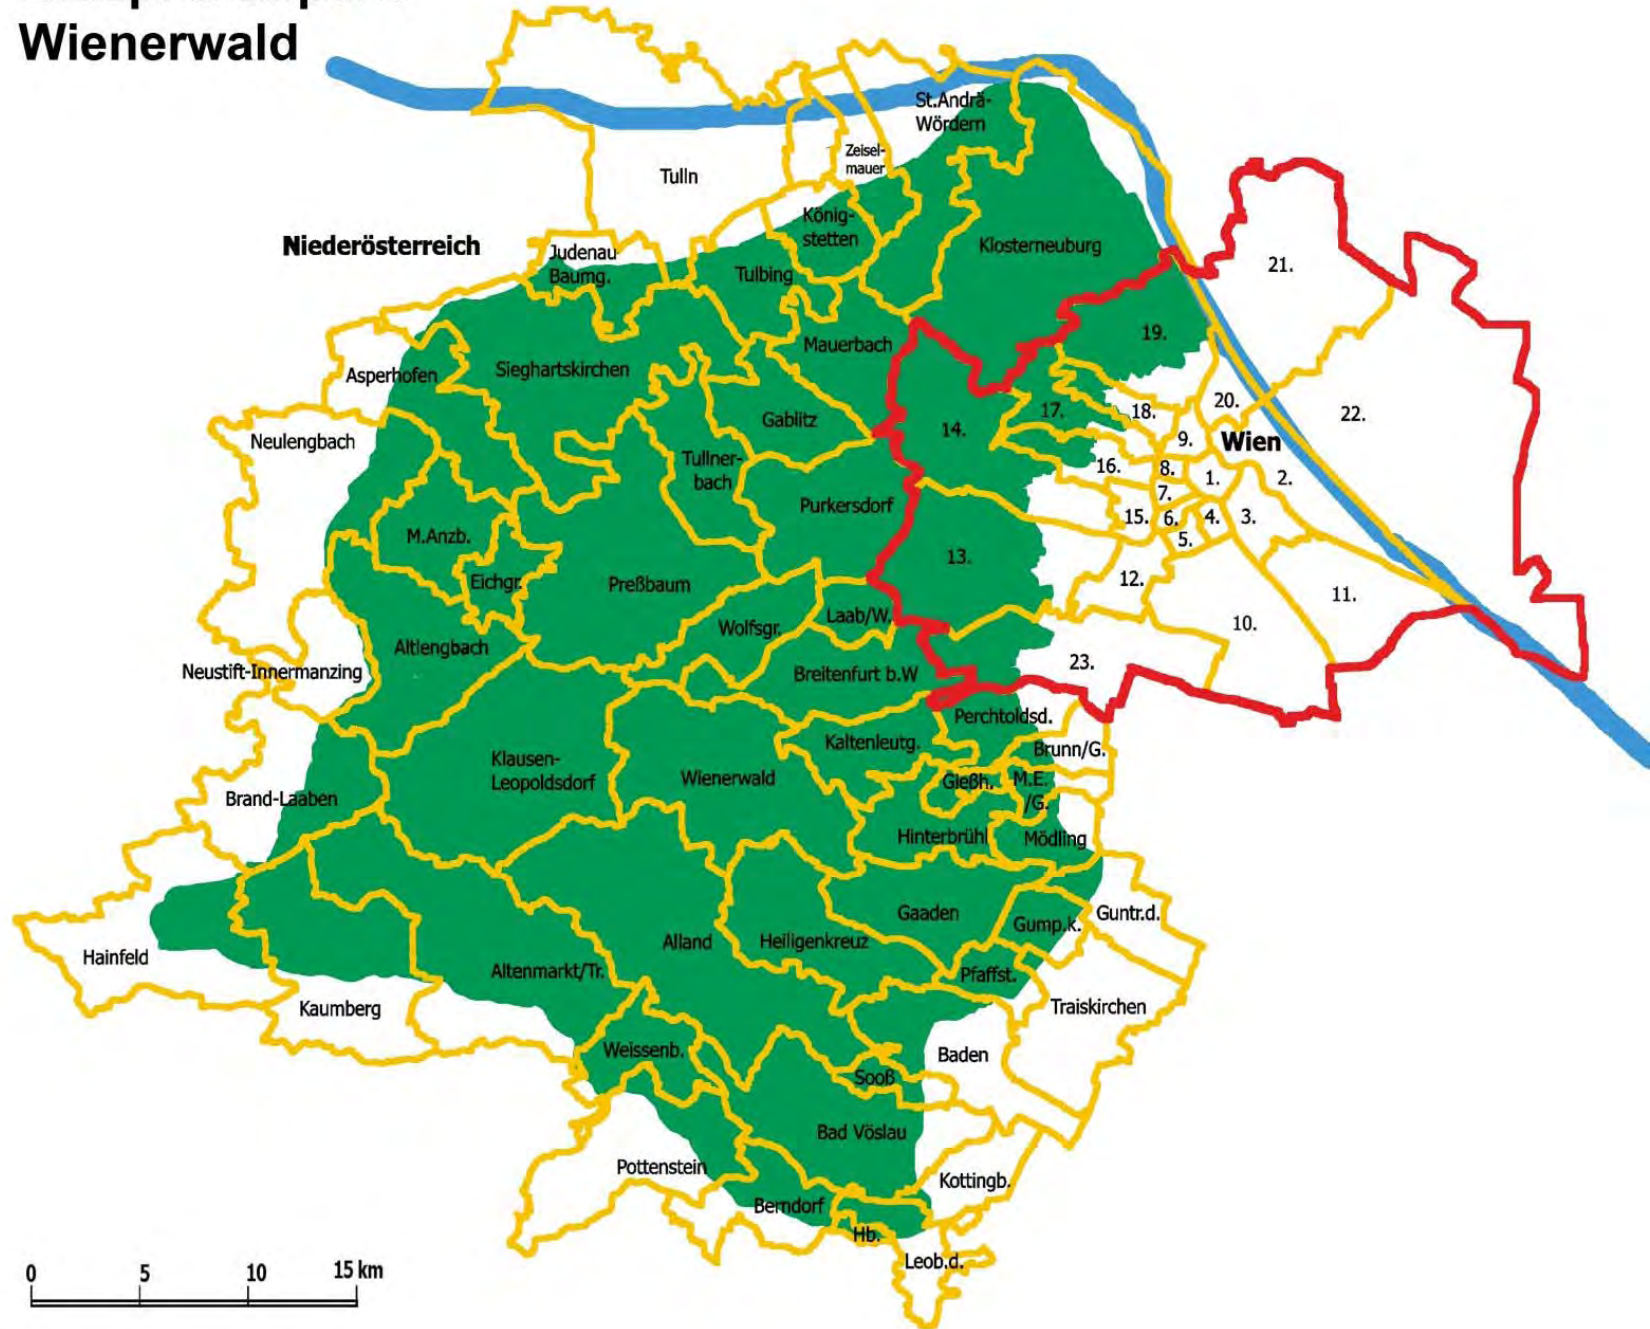 Wienerwald
St.Andrä-
Wördern
Zeisel-
mauer
Tulln
König-
stetten
Niederösterreich
Judenau
Baumg.
Tulbing
Klosterneuburg
21.
19.
Mauerbach
Asperhofen
Sieghartskirchen
Gablitz
17.
18.
20.
22.
14.
Neulengbach
9.
Wien
Tullner-
bach
16.
8.
1.
2.
7.
Purkersdorf
15.
6.
4.
3.
5.
M.Anzb.
13.
Eichgr.
Preßbaum
12.
11.
Laab/W.
Wolfsgr.
10.
Altlengbach
23.
Neustift-Innermanzing
Breitenfurt b.W
Perchtoldsd.
Kaltenleutg.
Brunn/G.
Klausen-
Leopoldsdorf
Wienerwald
Gießh.
M.E.
/G.
Brand-Laaben
Hinterbrühl
Mödling
Gaaden
Gump.k.
Guntr.d.
Alland
Heiligenkreuz
Hainfeld
Altenmarkt/Tr.
Pfaffst.
Kaumberg
Traiskirchen
Weissenb.
Baden
Sooß
Bad Vöslau
Pottenstein
Kottingb.
Berndorf
Hb.
Leob.d.
0 5 10 15 km